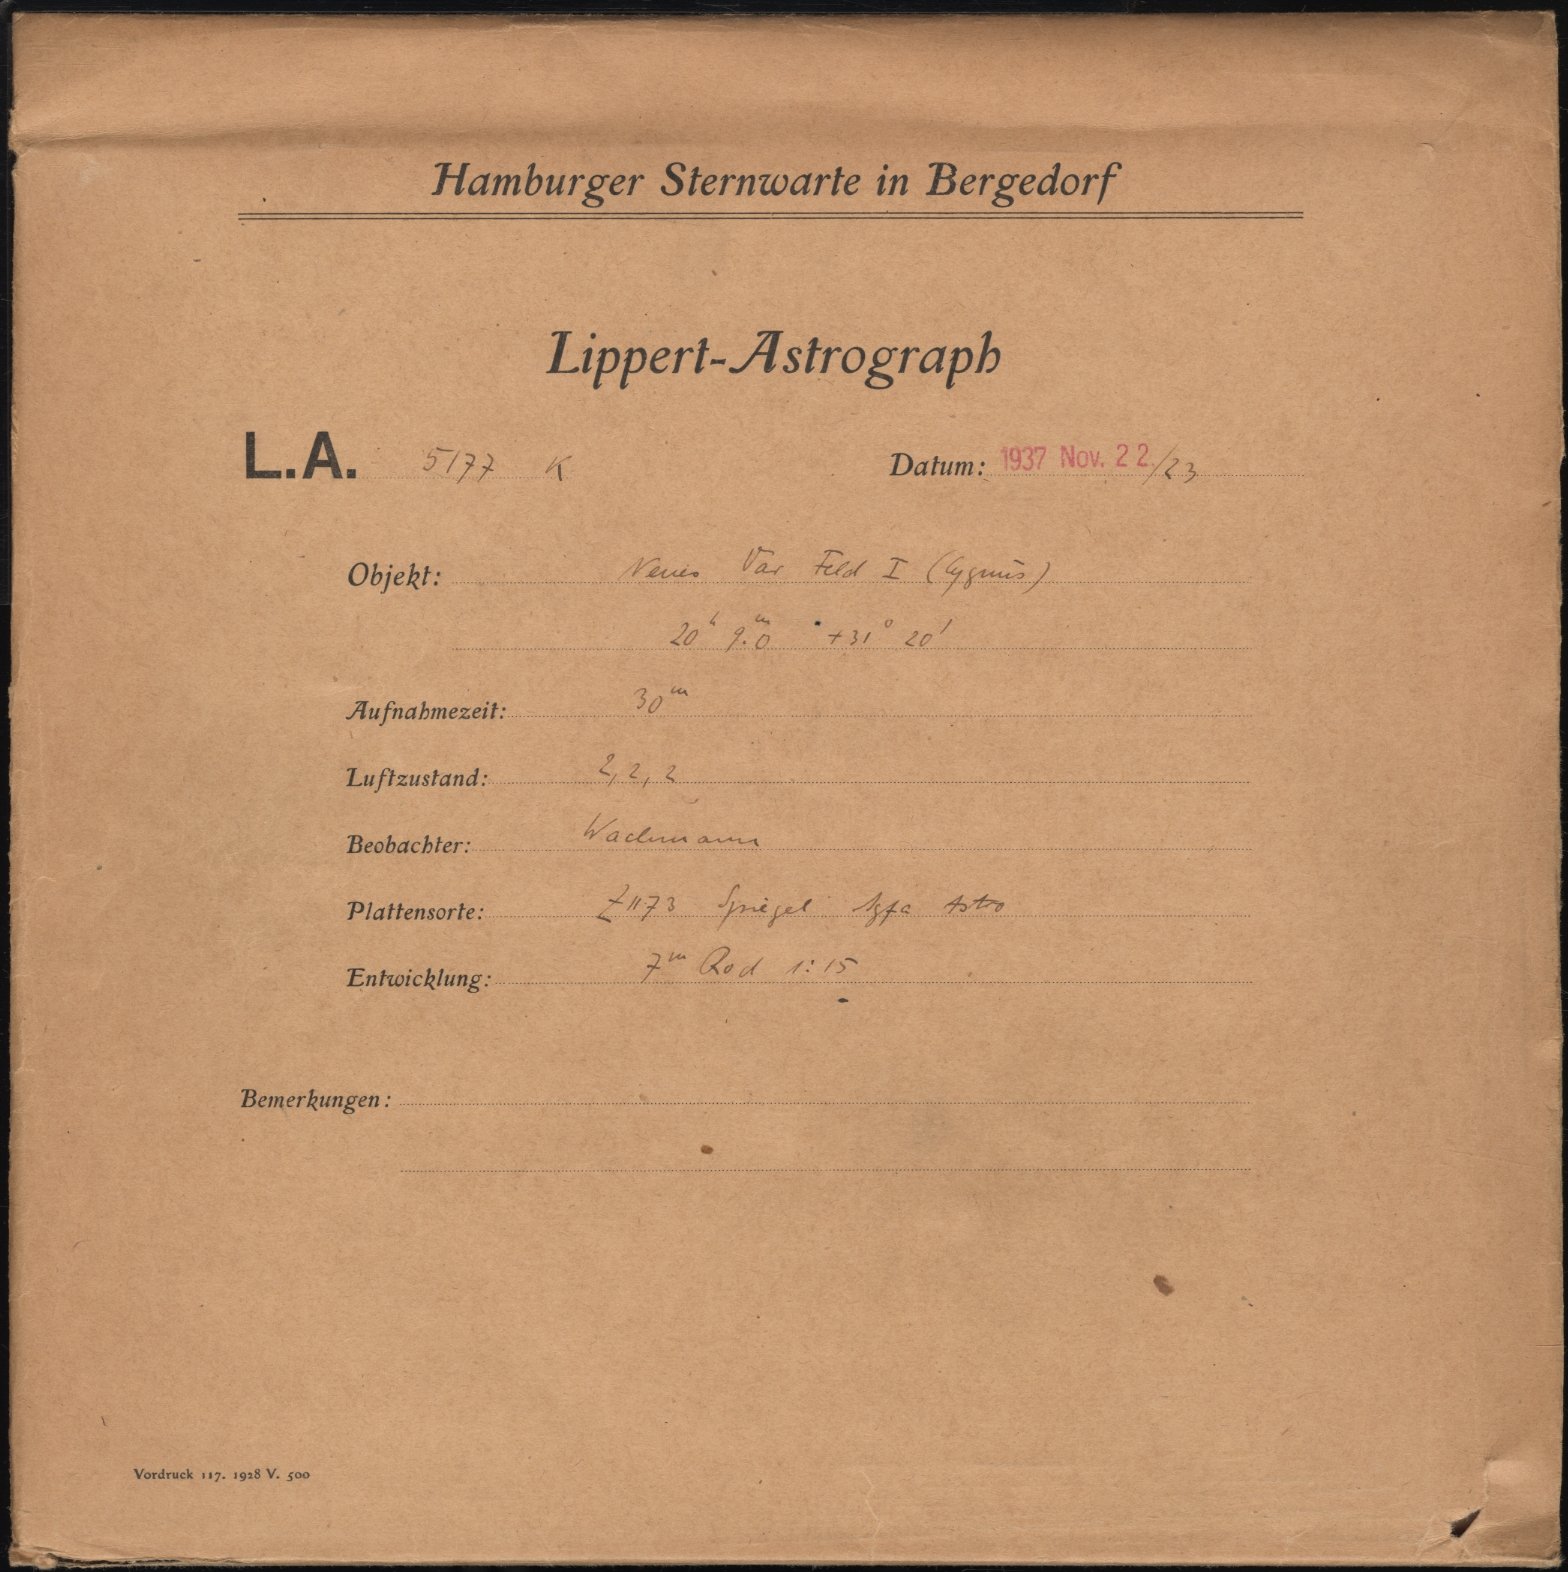 Hamburger Sternwarte in Bergedorf
Lippert-Astrograph
L.A. 5177 K Datum: 1937 Nov. 22/23
Objekt: Neues Var Feld I (Cygnus)
20h 9.m0 +31° 20'
Aufnahmezeit: 30m
Luftzustand: 2, 2, 2
Beobachter: Wachmann
Plattensorte: Z1173 Spiegel Agfa Astro
Entwicklung: 7m Rod 1:15
Bemerkungen:
Vordruck 117. 1928 V. 500